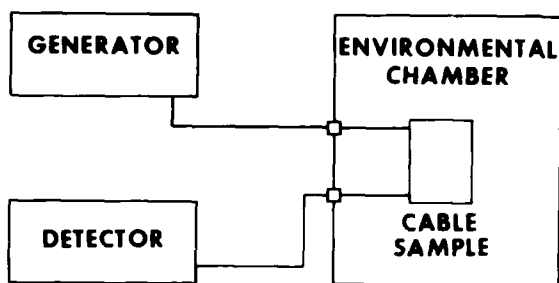 GENERATOR
ENVIRONMENTAL
CHAMBER
DETECTOR
CABLE
SAMPLE